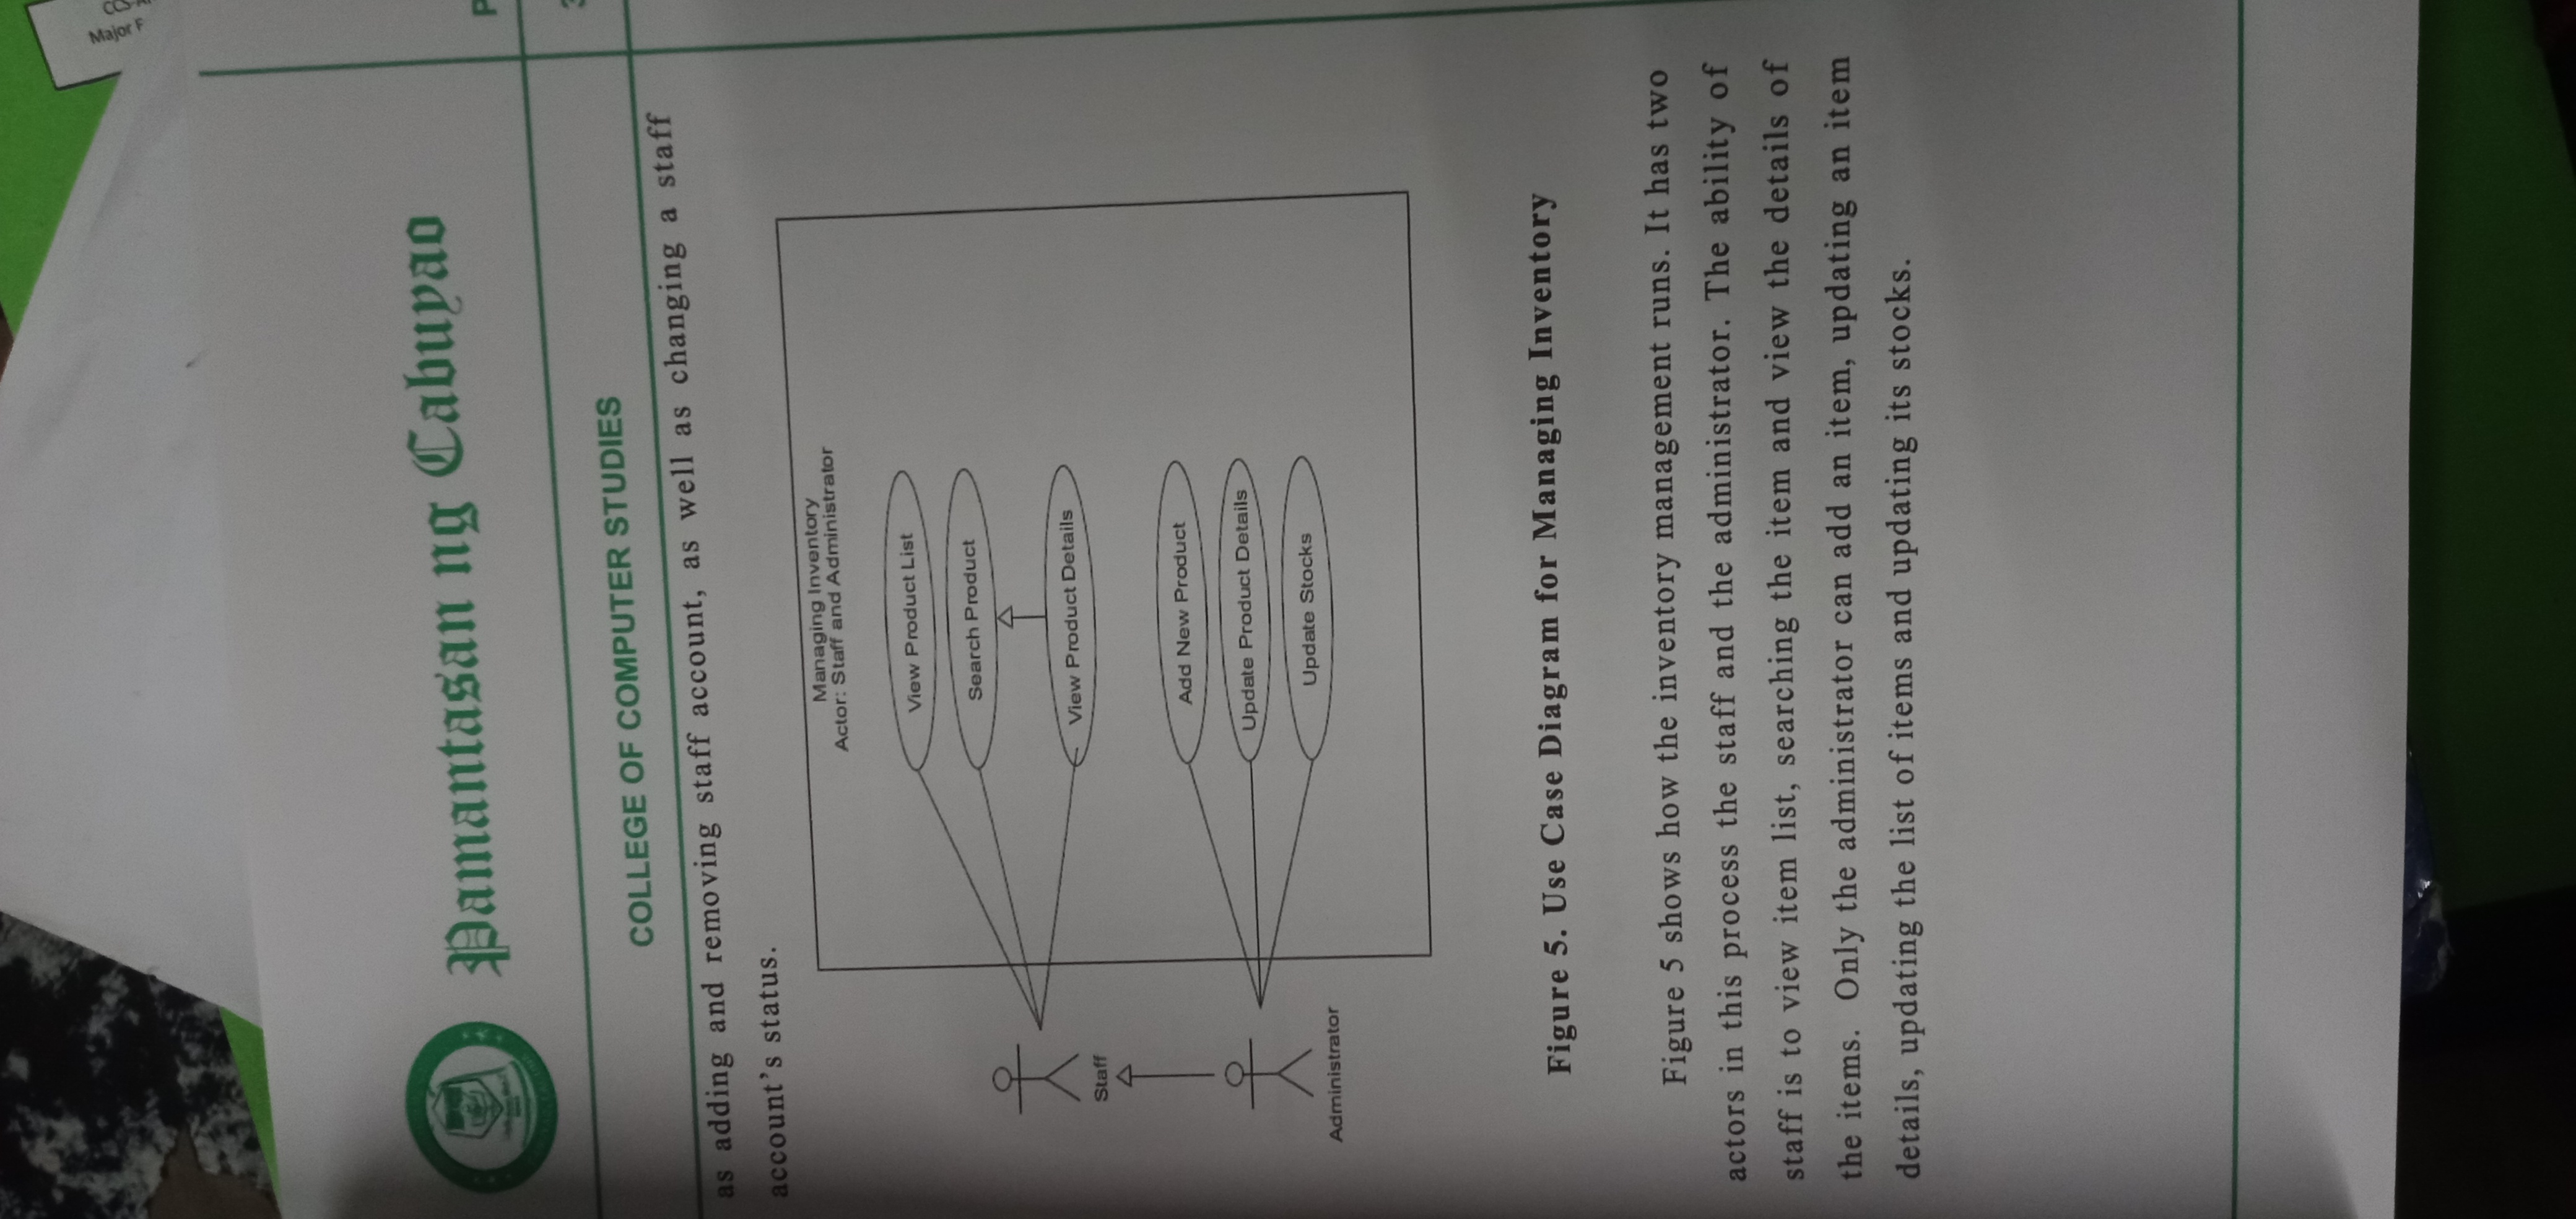 CCS-
Major F
Pamantasan ng Cabuyao
P
3
COLLEGE OF COMPUTER STUDIES
as adding and removing staff account, as well as changing a staff
account's status.
Managing Inventory
Actor: Staff and Administrator
View Product List
Search Product
View Product Details
Staff
Add New Product
Update Product Details
Update Stocks
Administrator
Figure 5. Use Case Diagram for Managing Inventory
Figure 5 shows how the inventory management runs. It has two
actors in this process the staff and the administrator. The ability of
staff is to view item list, searching the item and view the details of
the items. Only the administrator can add an item, updating an item
details, updating the list of items and updating its stocks.